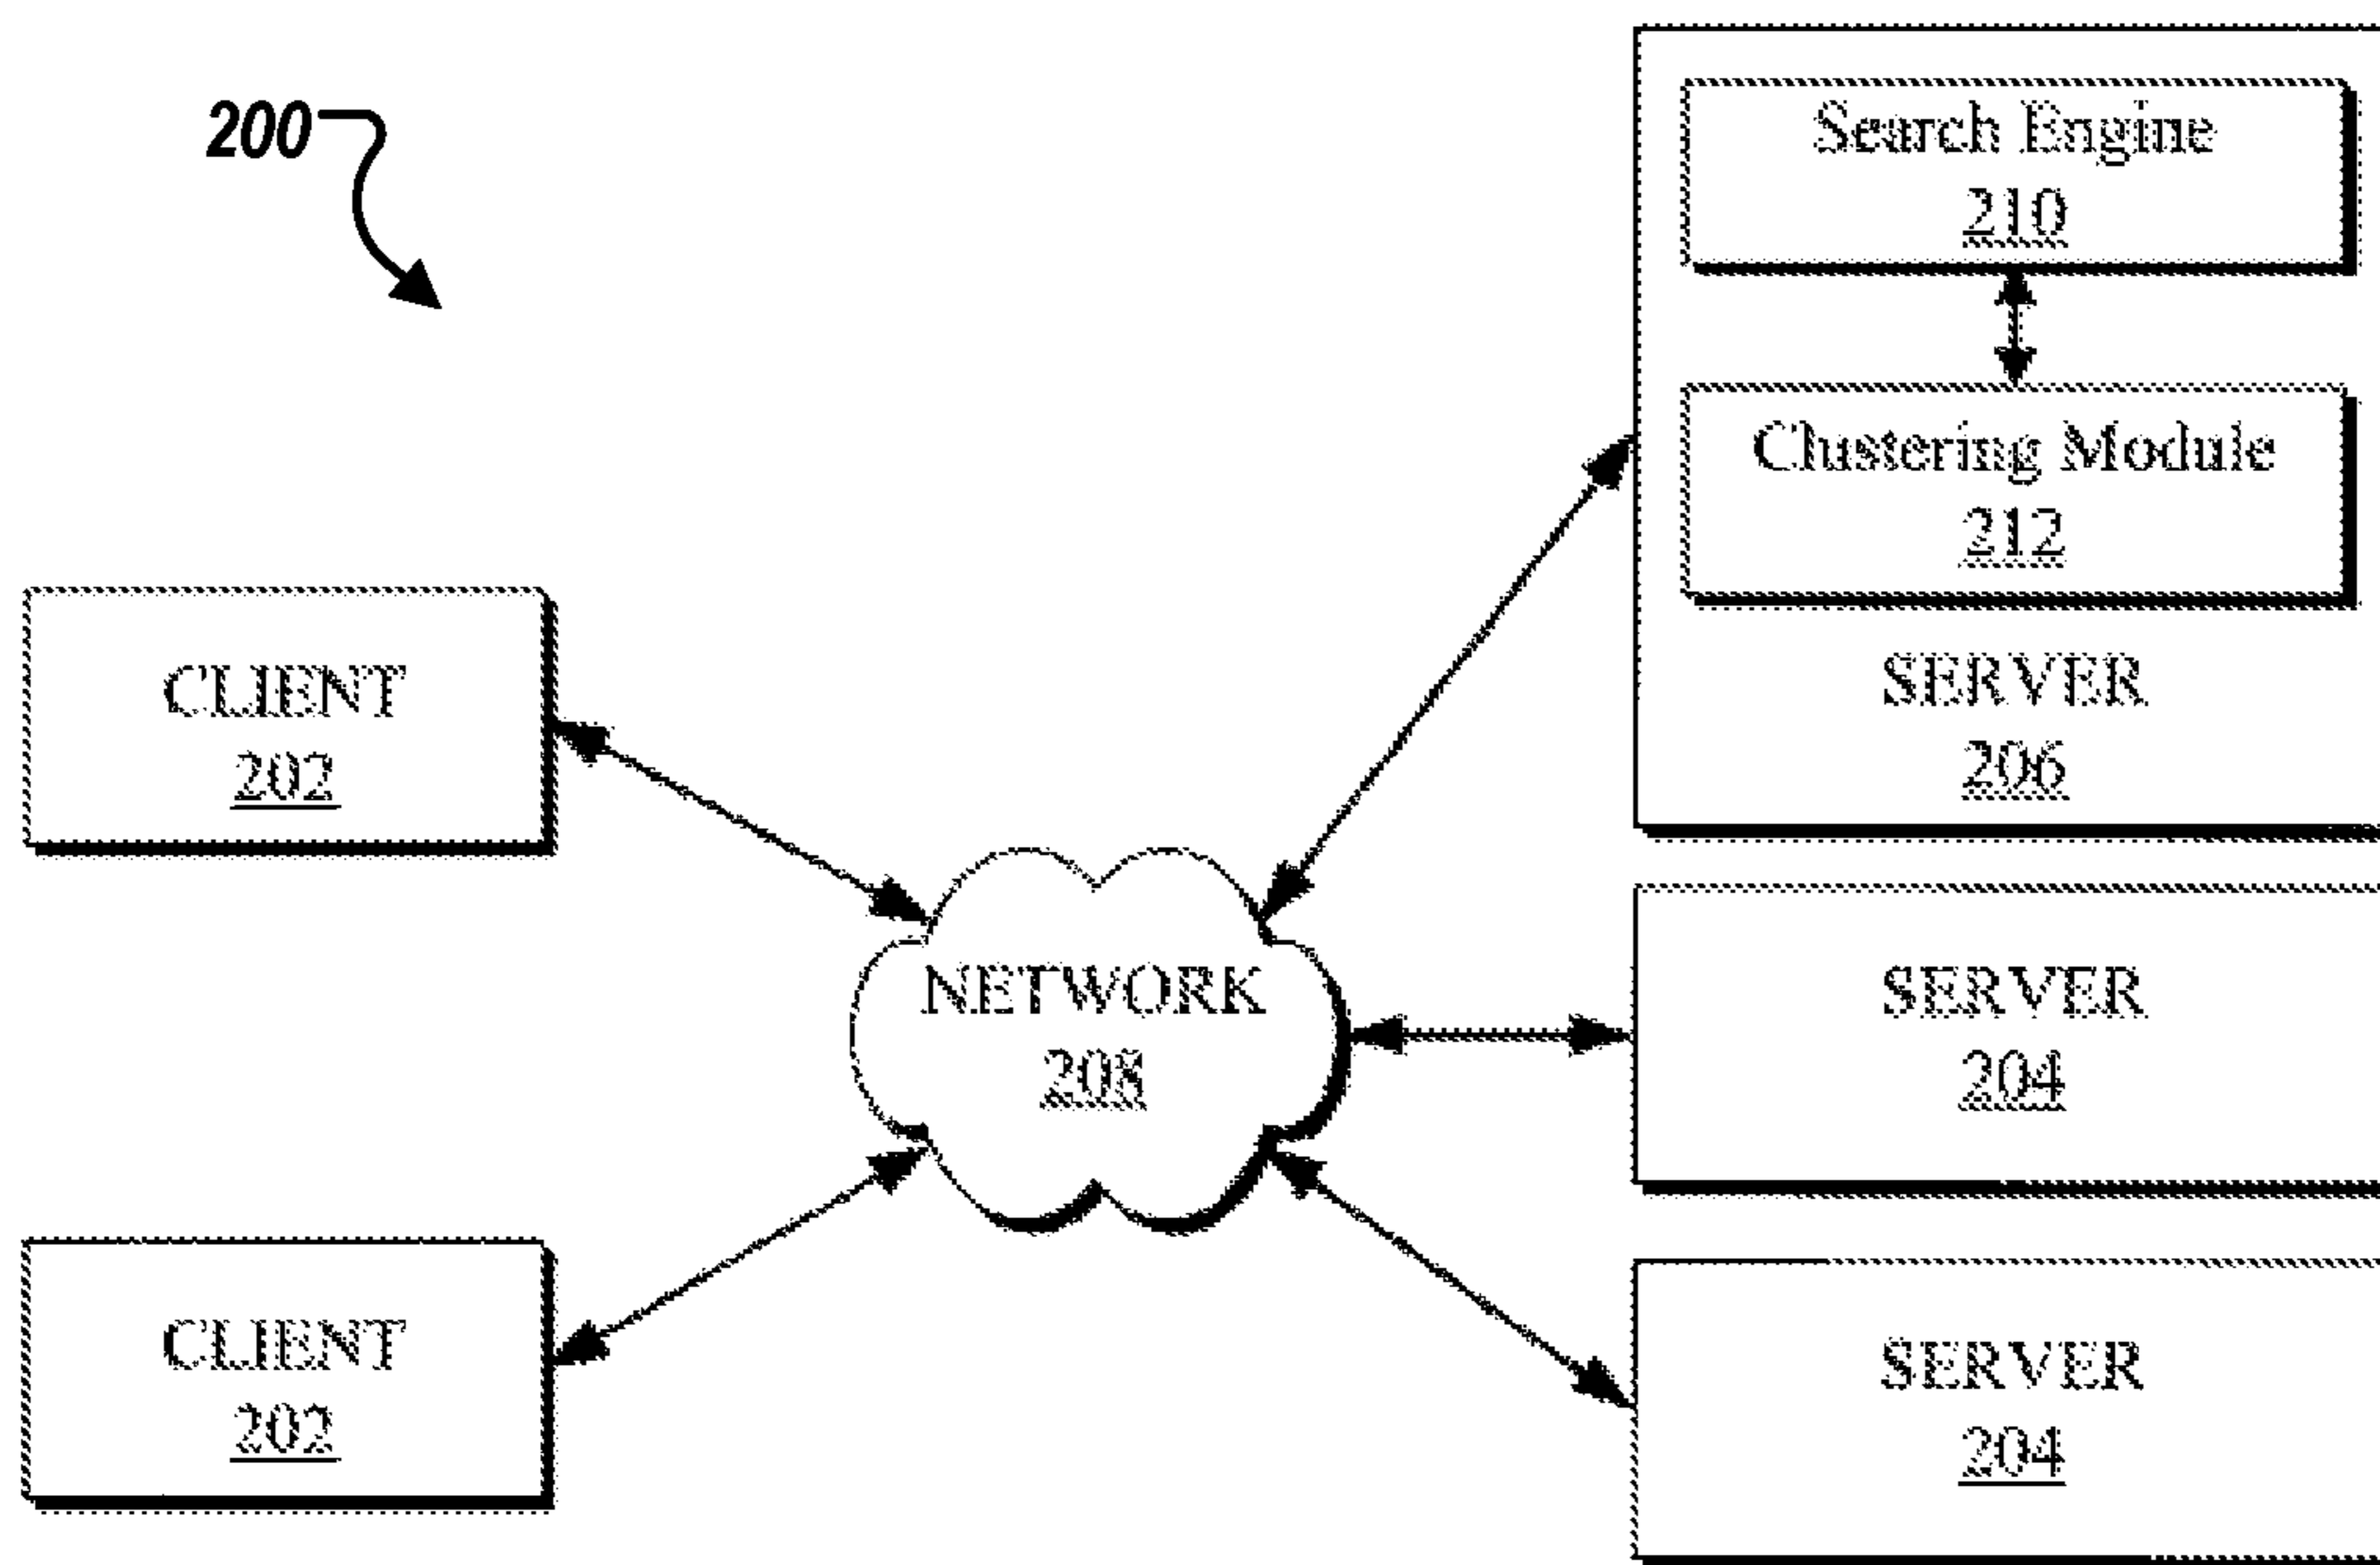 200
Search Engine
210
Clustering Module
212
SERVER
206
CLIENT
202
NETWORK
208
SERVER
204
CLIENT
202
SERVER
204